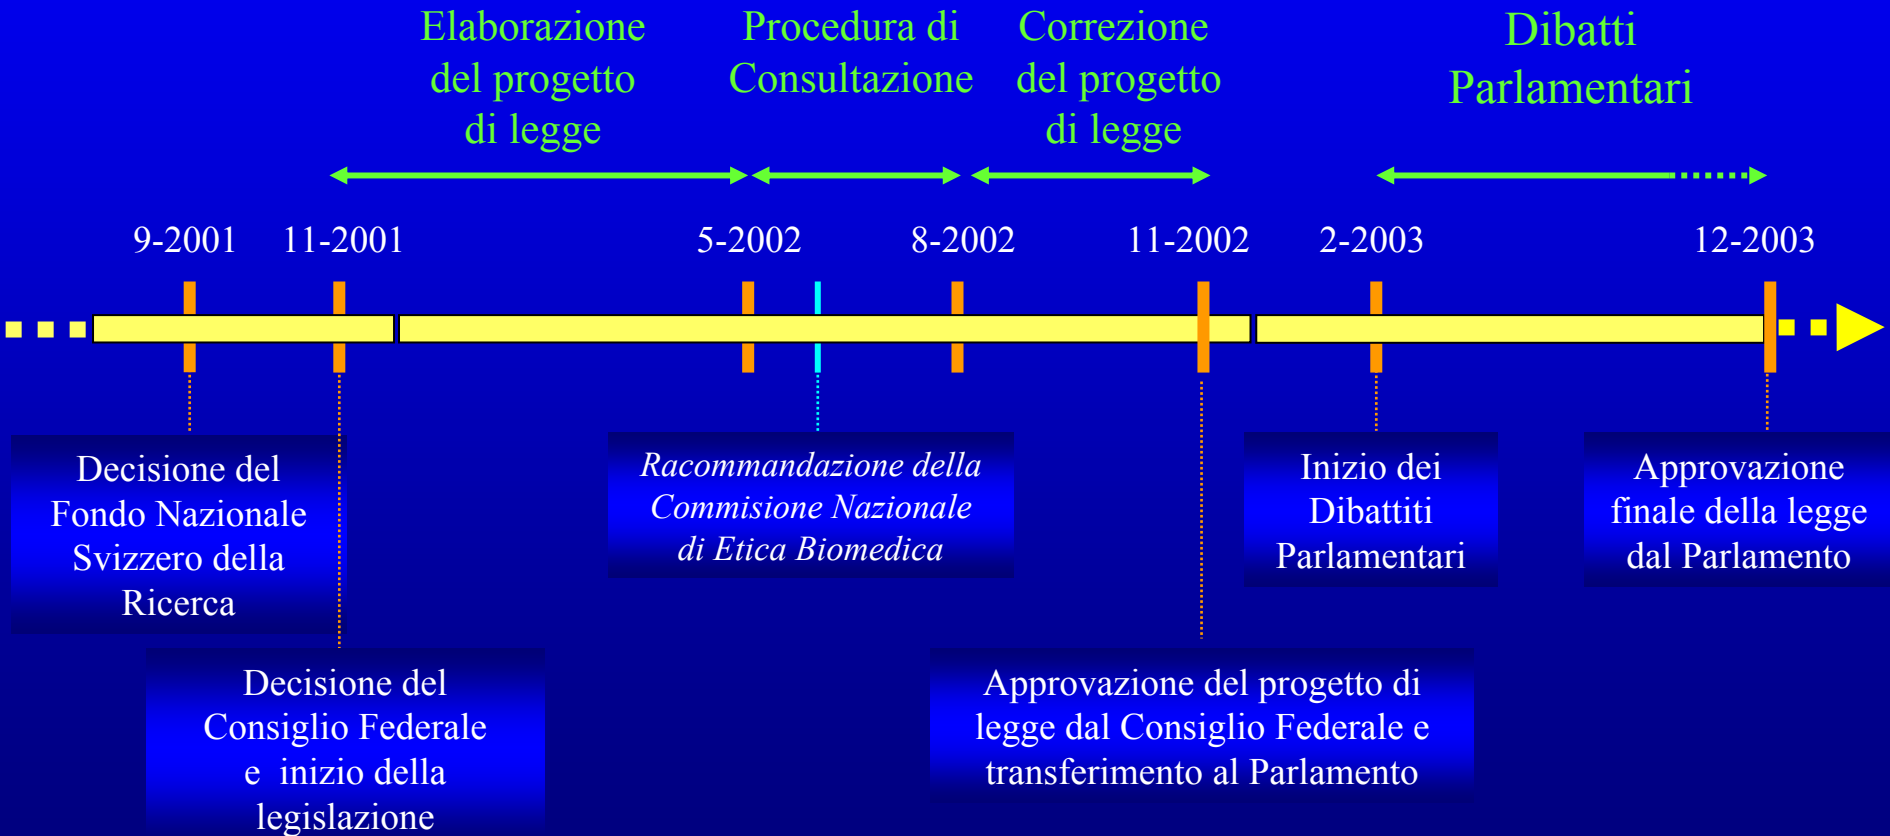 Elaborazione
del progetto
di legge
Procedura di
Consultazione
Correzione
del progetto
di legge
Dibatti
Parlamentari
9-2001
11-2001
5-2002
8-2002
11-2002
2-2003
12-2003
Decisione del
Fondo Nazionale
Svizzero della
Ricerca
Racommandazione della
Commisione Nazionale
di Etica Biomedica
Inizio dei
Dibattiti
Parlamentari
Approvazione
finale della legge
dal Parlamento
Decisione del
Consiglio Federale
e inizio della
legislazione
Approvazione del progetto di
legge dal Consiglio Federale e
transferimento al Parlamento